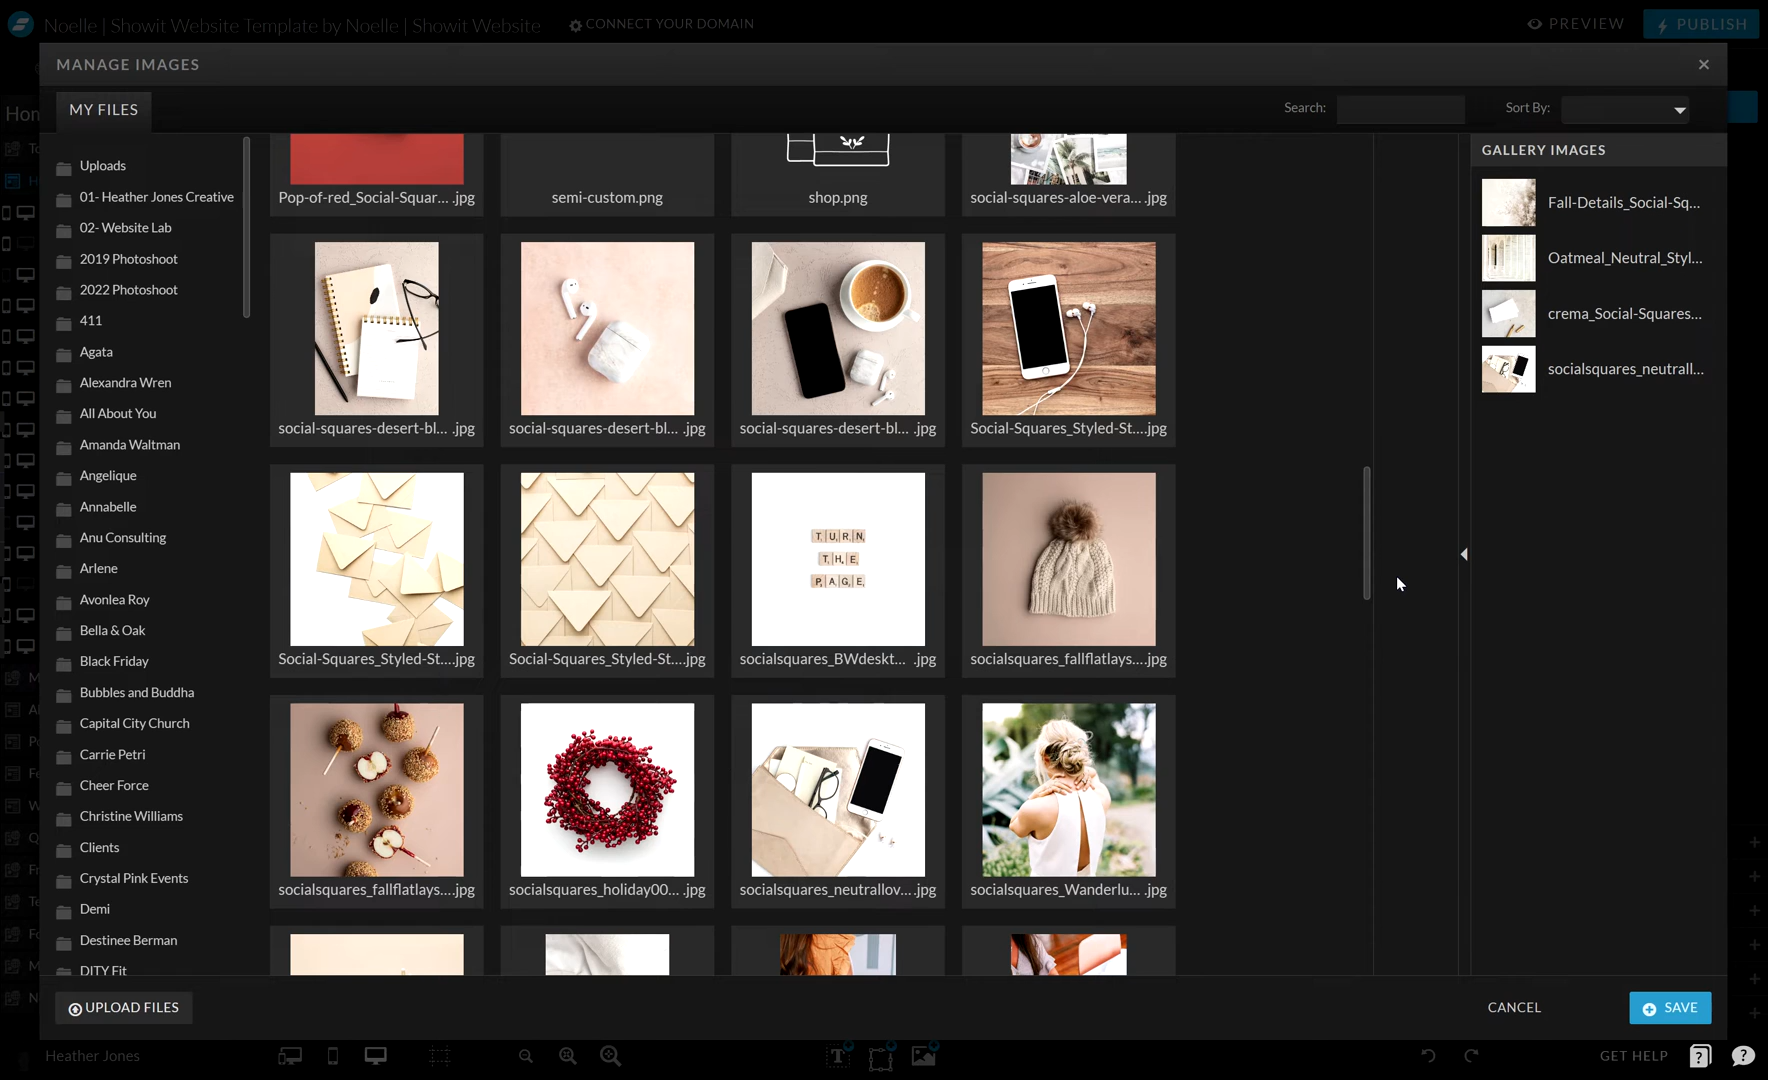 Noelle | Showit Website Template by Noelle | Showit Website
CONNECT YOUR DOMAIN
PREVIEW
PUBLISH
MANAGE IMAGES
MY FILES
Search:
Sort By:
Uploads
01- Heather Jones Creative
02- Website Lab
2019 Photoshoot
2022 Photoshoot
411
Agata
Alexandra Wren
All About You
Amanda Waltman
Angelique
Annabelle
Anu Consulting
Arlene
Avonlea Roy
Bella & Oak
Black Friday
Bubbles and Buddha
Capital City Church
Carrie Petri
Cheer Force
Christine Williams
Clients
Crystal Pink Events
Demi
Destinee Berman
DITY Fit
Pop-of-red_Social-Squar... .jpg
semi-custom.png
shop.png
social-squares-aloe-vera... .jpg
social-squares-desert-bl... .jpg
social-squares-desert-bl... .jpg
social-squares-desert-bl... .jpg
Social-Squares_Styled-St....jpg
Social-Squares_Styled-St....jpg
Social-Squares_Styled-St....jpg
TURN
THE
PAGE
socialsquares_BWdeskt... .jpg
socialsquares_fallflatlays....jpg
socialsquares_fallflatlays....jpg
socialsquares_holiday00... .jpg
socialsquares_neutrallov... .jpg
socialsquares_Wanderlu... .jpg
GALLERY IMAGES
Fall-Details_Social-Sq...
Oatmeal_Neutral_Styl...
crema_Social-Squares...
socialsquares_neutrall...
UPLOAD FILES
CANCEL
SAVE
Heather Jones
GET HELP